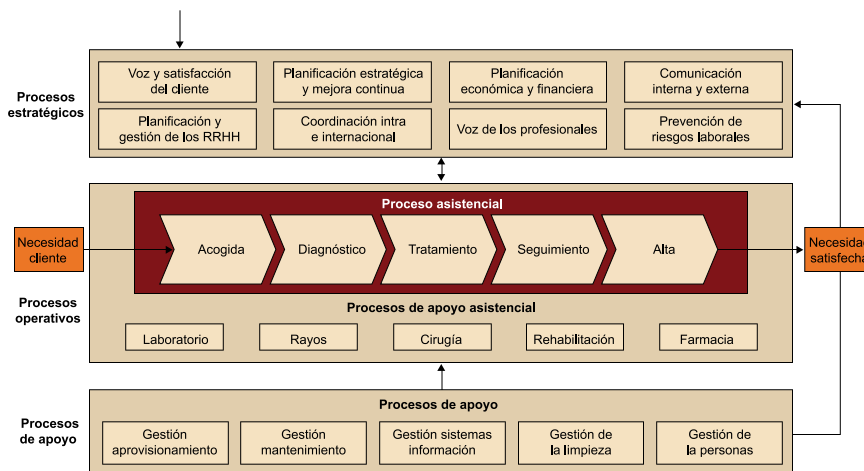 Procesos
estratégicos
Voz y satisfacción
del cliente
Planificación estratégica
y mejora continua
Planificación
económica y financiera
Comunicación
interna y externa
Planificación y
gestión de los RRHH
Coordinación intra
e internacional
Voz de los profesionales
Prevención de
riesgos laborales
Proceso asistencial
Necesidad
cliente
Acogida
Diagnóstico
Tratamiento
Seguimiento
Alta
Necesidad
satisfecha
Procesos
operativos
Procesos de apoyo asistencial
Laboratorio
Rayos
Cirugía
Rehabilitación
Farmacia
Procesos
de apoyo
Procesos de apoyo
Gestión
aprovisionamiento
Gestión
mantenimiento
Gestión sistemas
información
Gestión de
la limpieza
Gestión de
la personas